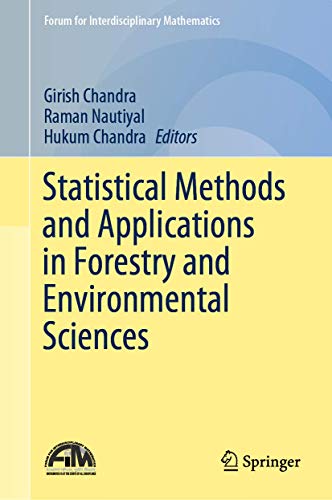 Forum for Interdisciplinary Mathematics
Girish Chandra
Raman Nautiyal
Hukum Chandra Editors
Statistical Methods
and Applications
in Forestry and
Environmental
Sciences
FIM
Springer